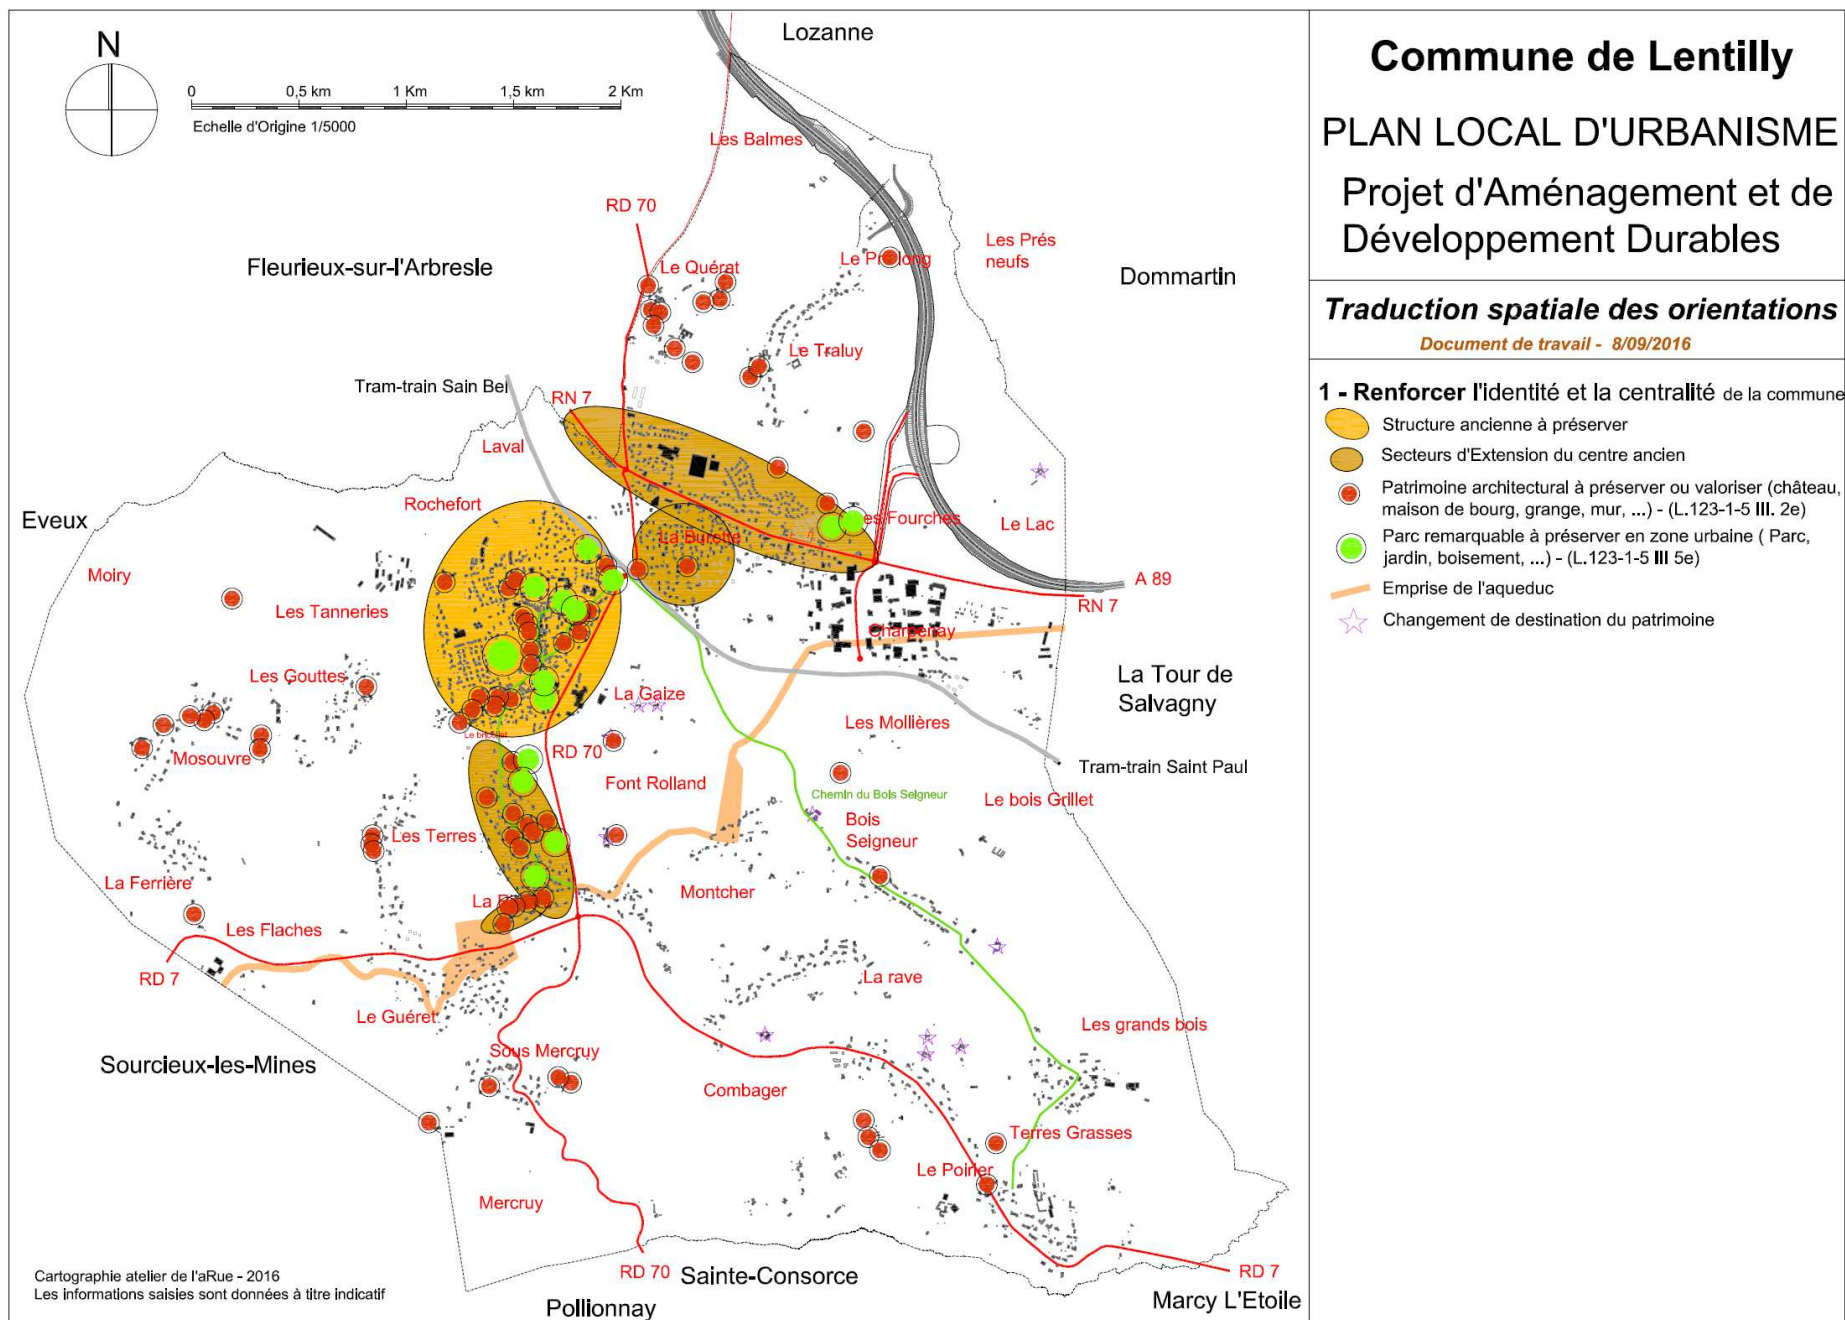 Commune de Lentilly
PLAN LOCAL D'URBANISME
Projet d'Aménagement et de
Développement Durables
Traduction spatiale des orientations
Document de travail - 8/09/2016
1 - Renforcer l'identité et la centralité de la commune
Structure ancienne à préserver
Secteurs d'Extension du centre ancien
Patrimoine architectural à préserver ou valoriser (château,
maison de bourg, grange, mur, ...) - (L.123-1-5 III. 2e)
Parc remarquable à préserver en zone urbaine ( Parc,
jardin, boisement, ...) - (L.123-1-5 III 5e)
Emprise de l'aqueduc
Changement de destination du patrimoine
N
0 0,5 km 1 Km 1,5 km 2 Km
Echelle d'Origine 1/5000
Lozanne
Les Balmes
RD 70
Les Prés
neufs
Fleurieux-sur-l'Arbresle
Le Quérat
Le Prélong
Dommartin
Le Traluy
Tram-train Sain Bel
RN 7
Laval
Rochefort
Eveux
Les Fourches
Le Lac
La Burette
Moiry
A 89
RN 7
Les Tanneries
Charpenay
Les Gouttes
La Gaize
La Tour de
Salvagny
Les Mollières
Le bricollet
Mosouvre
RD 70
Tram-train Saint Paul
Font Rolland
Chemin du Bois Seigneur
Le bois Grillet
Bois
Seigneur
Les Terres
La Ferrière
Montcher
La
Les Flaches
RD 7
La rave
Le Guéret
Les grands bois
Sous Mercruy
Sourcieux-les-Mines
Combager
Terres Grasses
Le Poirier
Mercruy
RD 70
Sainte-Consorce
RD 7
Marcy L'Etoile
Pollionnay
Cartographie atelier de l'aRue - 2016
Les informations saisies sont données à titre indicatif